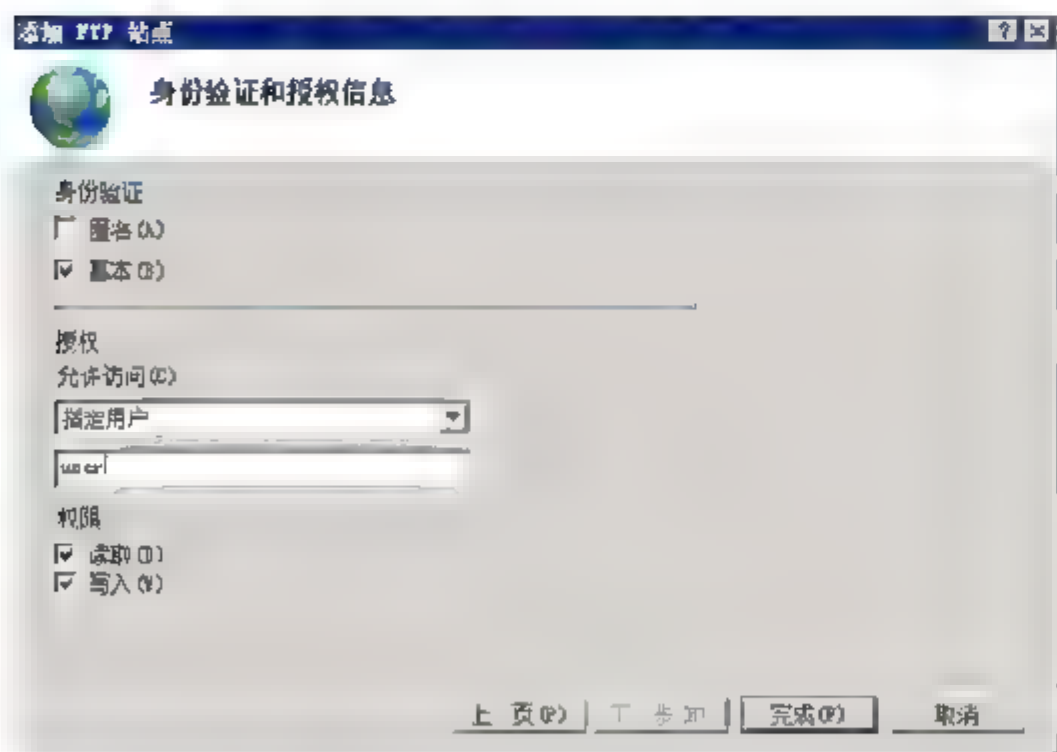 添加 FTP 站点
身份验证和授权信息
身份验证
匿名(A)
基本(B)
授权
允许访问(C)
指定用户
user
权限
读取(D)
写入(W)
上一页(P) 下一步(N) 完成(F) 取消